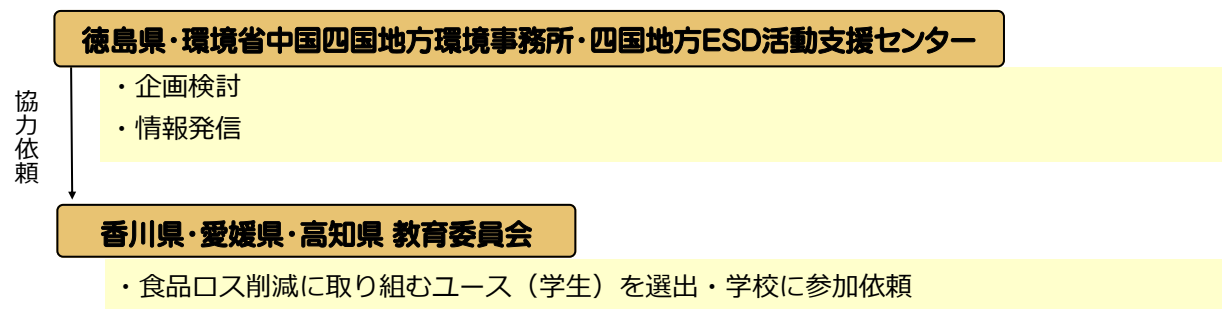 徳島県・環境省中国四国地方環境事務所・四国地方ESD活動支援センター
・企画検討
・情報発信
協力依頼
香川県・愛媛県・高知県 教育委員会
・食品ロス削減に取り組むユース（学生）を選出・学校に参加依頼